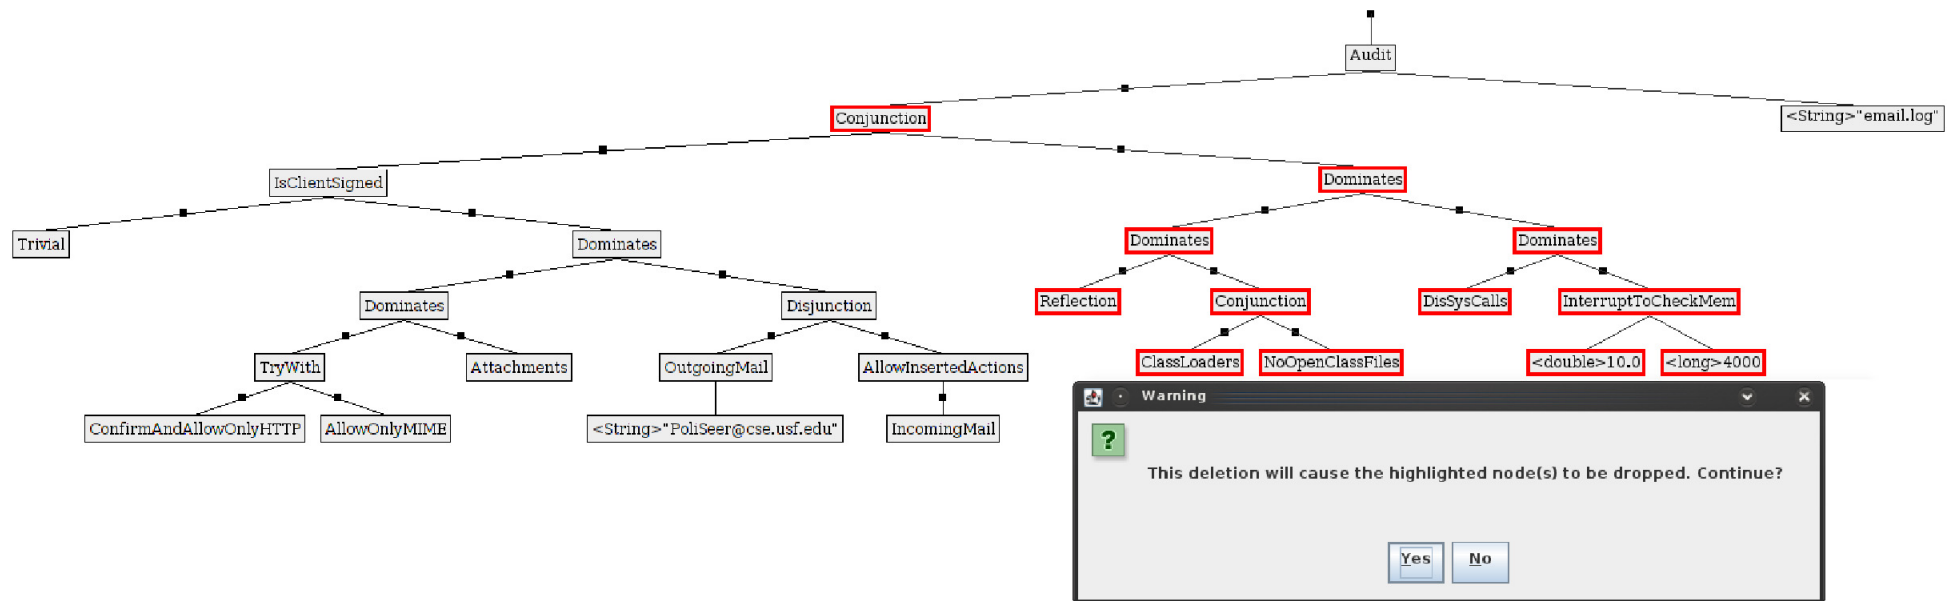 Audit
Conjunction
<String>"email.log"
IsClientSigned
Dominates
Trivial
Dominates
Dominates
Dominates
Dominates
Disjunction
Reflection
Conjunction
DisSysCalls
InterruptToCheckMem
TryWith
Attachments
OutgoingMail
AllowInsertedActions
ClassLoaders
NoOpenClassFiles
<double>10.0
<long>4000
ConfirmAndAllowOnlyHTTP
AllowOnlyMIME
<String>"PoliSeer@cse.usf.edu"
IncomingMail
Warning
?
This deletion will cause the highlighted node(s) to be dropped. Continue?
Yes
No